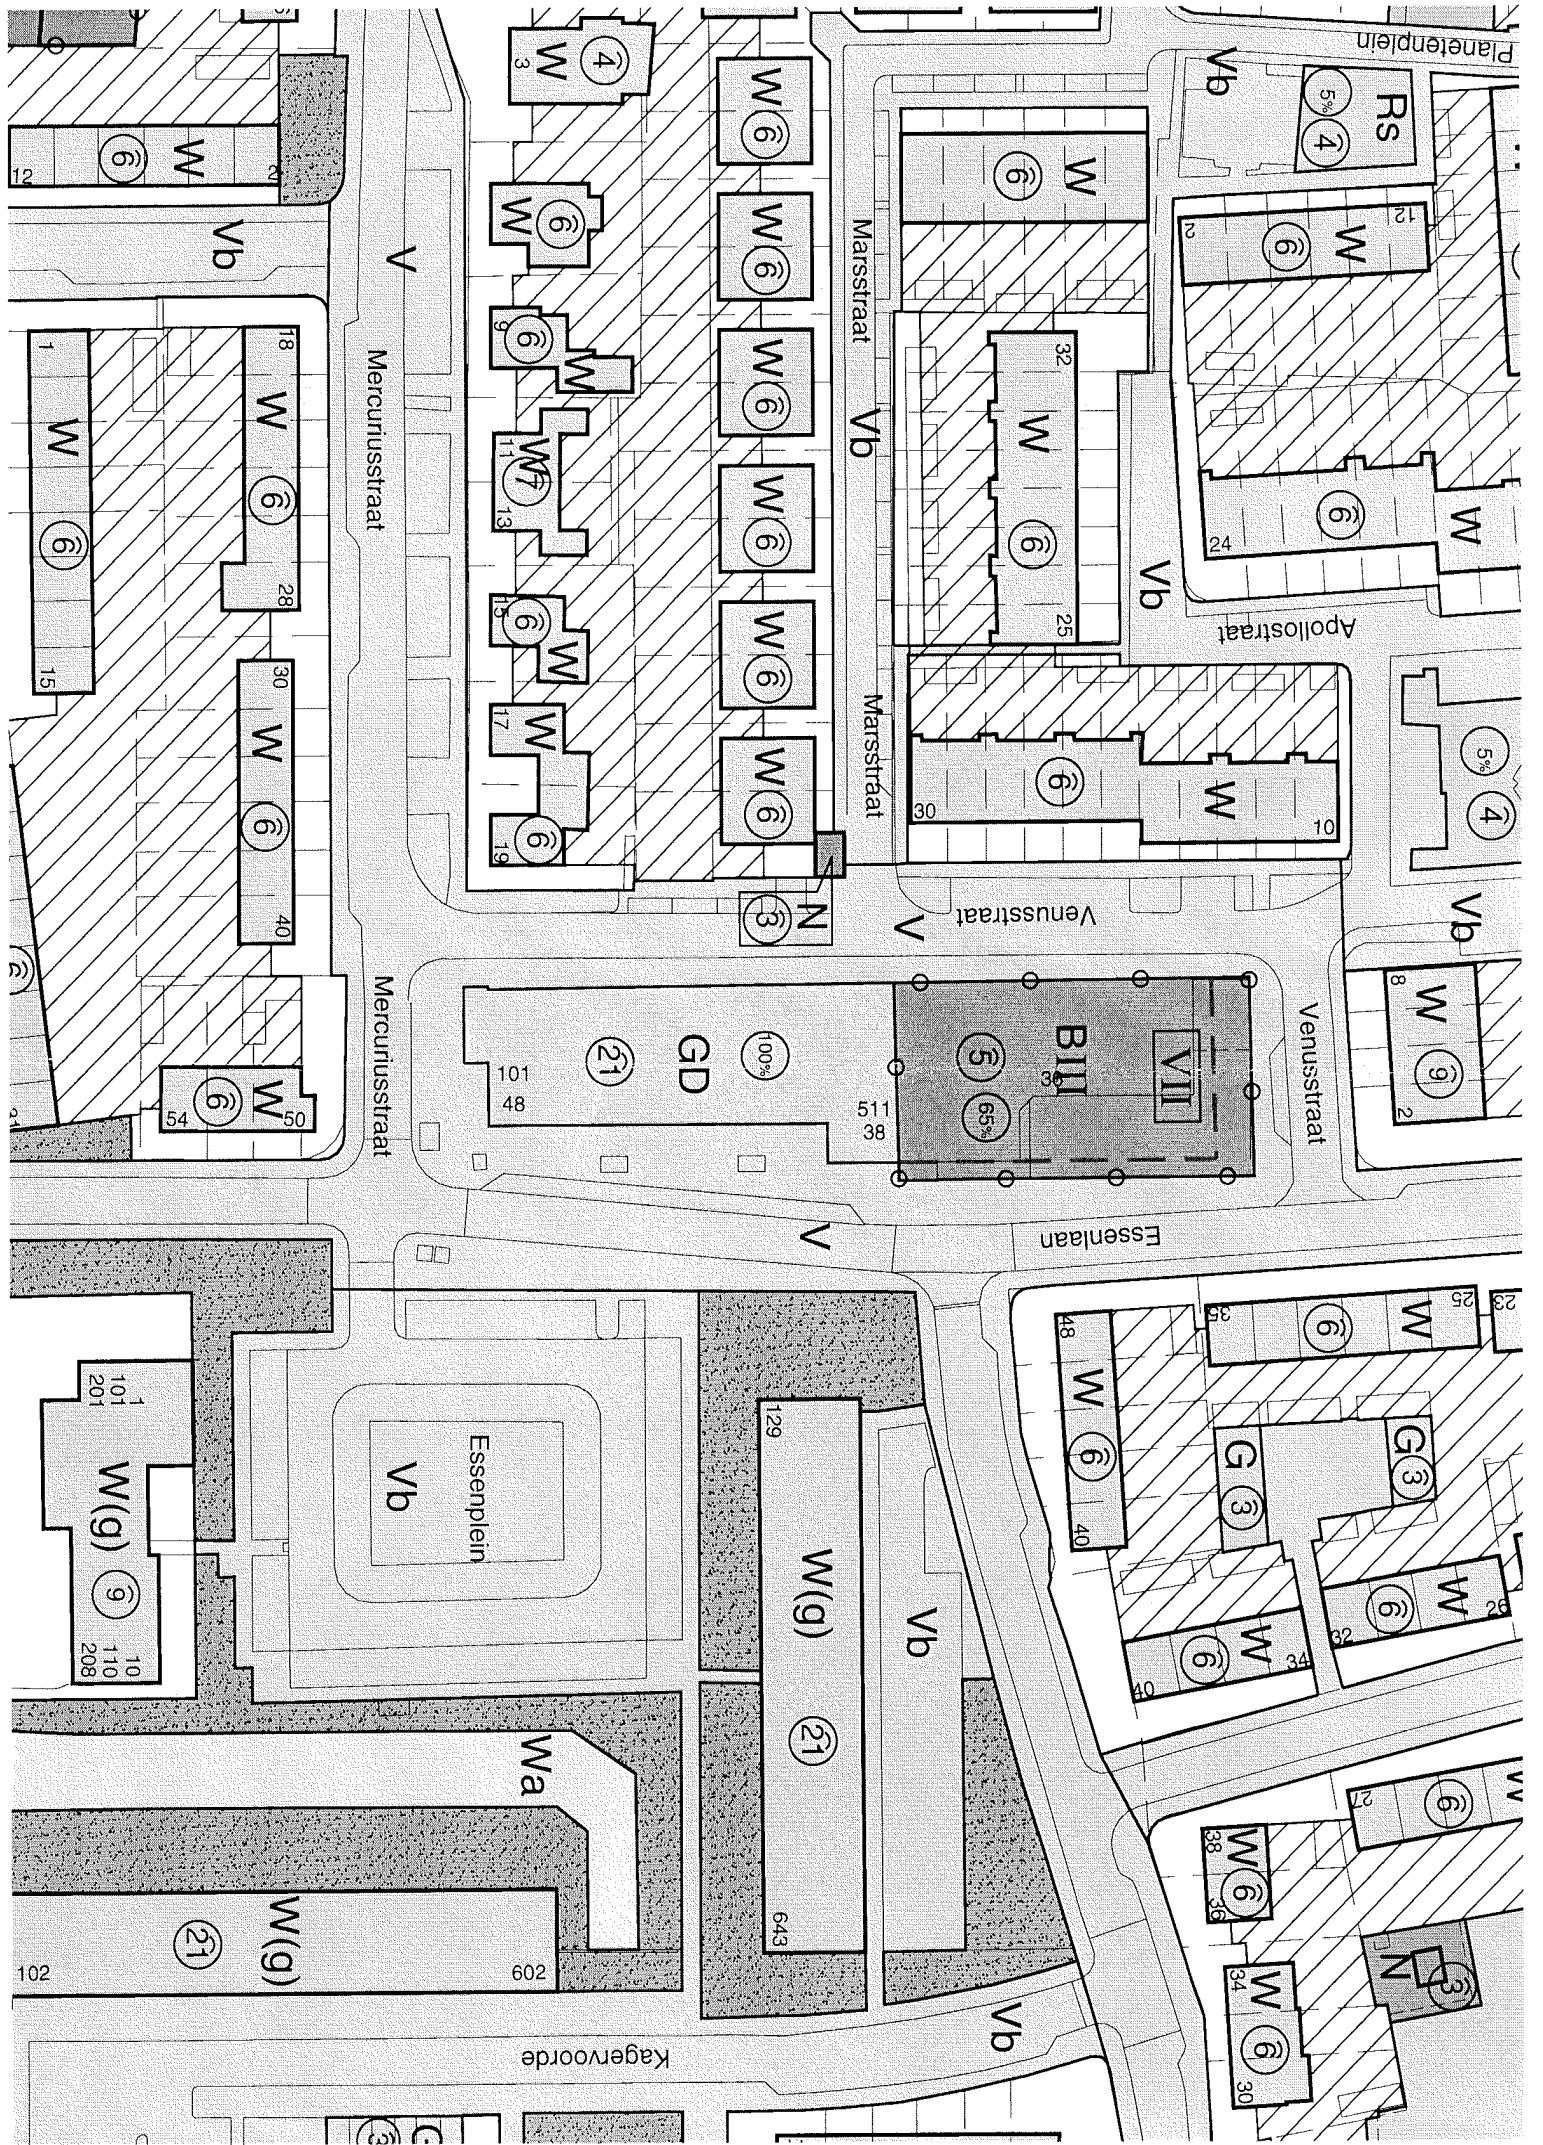 Planetenplein
Vb
Rs
5%
4
W
4
3
W
6
W
6
12
2
W
6
W
6
12
2
Vb
V
W
6
W
6
Marsstraat
W
6
9
W
6
Mercuriusstraat
Vb
32
W
6
25
24
6
W
Vb
Apollostraat
1
W
6
15
18
W
6
28
11
W
7
13
W
6
15
6
W
W
6
30
W
6
40
17
W
6
19
W
6
Marsstraat
30
6
W
10
5%
4
N
3
V
Venusstraat
Vb
Mercuriusstraat
GD
21
100%
101
48
511
38
BIII
VII
5
65%
36
Venusstraat
8
W
9
2
W
6
54
50
V
Essenlaan
35
6
W
25
23
48
W
6
40
G
3
G
3
1
101
201
W(g)
9
10
110
208
Essenplein
Vb
129
W(g)
21
643
Vb
32
6
W
26
40
6
W
34
Wa
27
6
W
38
W
6
36
N
3
34
W
6
30
W(g)
21
102
602
Vb
Kagervoorde
3
G